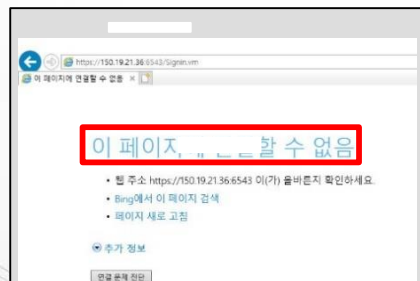 https://150.19.21.36:6543/Signin.vm
이 페이지에 연결할 수 없음
이 페이지 할 수 없음
• 웹 주소 https://150.19.21.36:6543 이(가) 올바른지 확인하세요.
• Bing에서 이 페이지 검색
• 페이지 새로 고침
추가 정보
연결 문제 진단